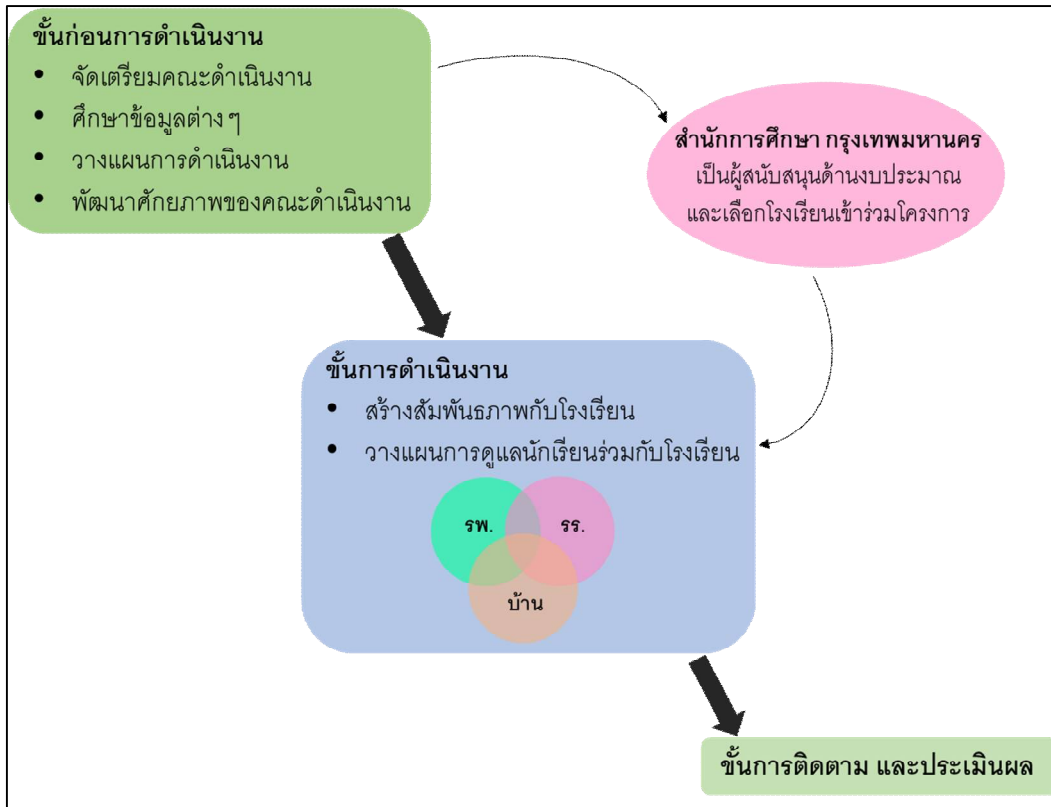 ขั้นก่อนการดำเนินงาน
• จัดเตรียมคณะดำเนินงาน
• ศึกษาข้อมูลต่าง ๆ
• วางแผนการดำเนินงาน
• พัฒนาศักยภาพของคณะดำเนินงาน
สำนักการศึกษา กรุงเทพมหานคร
เป็นผู้สนับสนุนด้านงบประมาณ
และเลือกโรงเรียนเข้าร่วมโครงการ
ขั้นการดำเนินงาน
• สร้างสัมพันธภาพกับโรงเรียน
• วางแผนการดูแลนักเรียนร่วมกับโรงเรียน
รพ.
รร.
บ้าน
ขั้นการติดตาม และประเมินผล